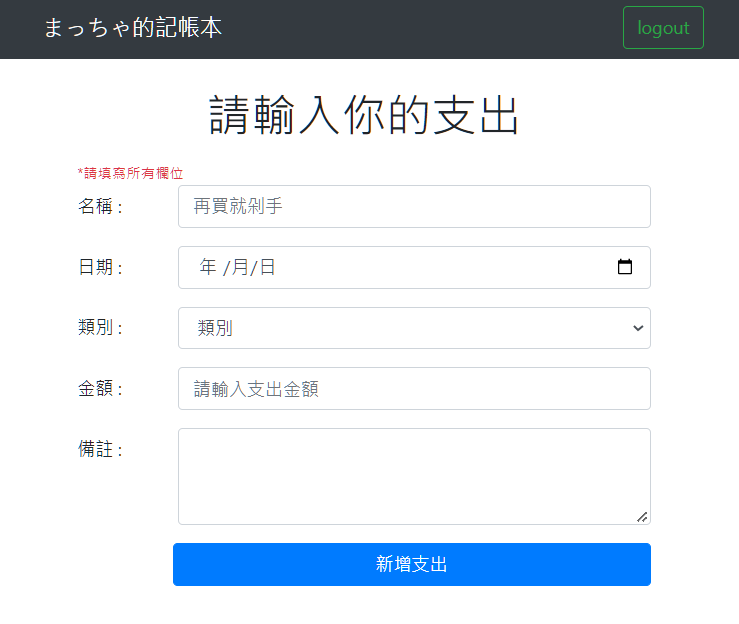 まっちゃ的記帳本
logout
請輸入你的支出
*請填寫所有欄位
名稱 :
再買就剁手
日期 :
年 /月/日
類別 :
類別
金額 :
請輸入支出金額
備註 :
新增支出